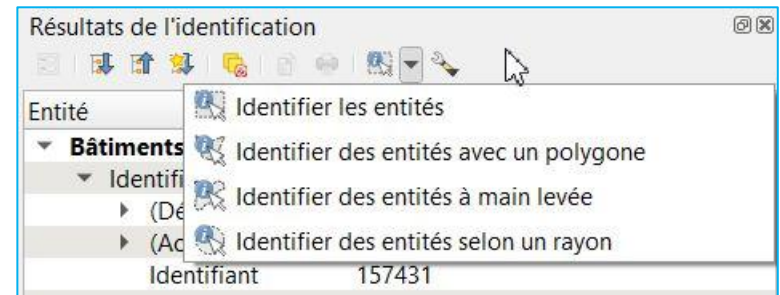 Résultats de l'identification
Identifier les entités
Entité
Bâtiments
Identifier des entités avec un polygone
Identifi
Identifier des entités à main levée
(Dé
(Ac
Identifier des entités selon un rayon
Identifiant 157431